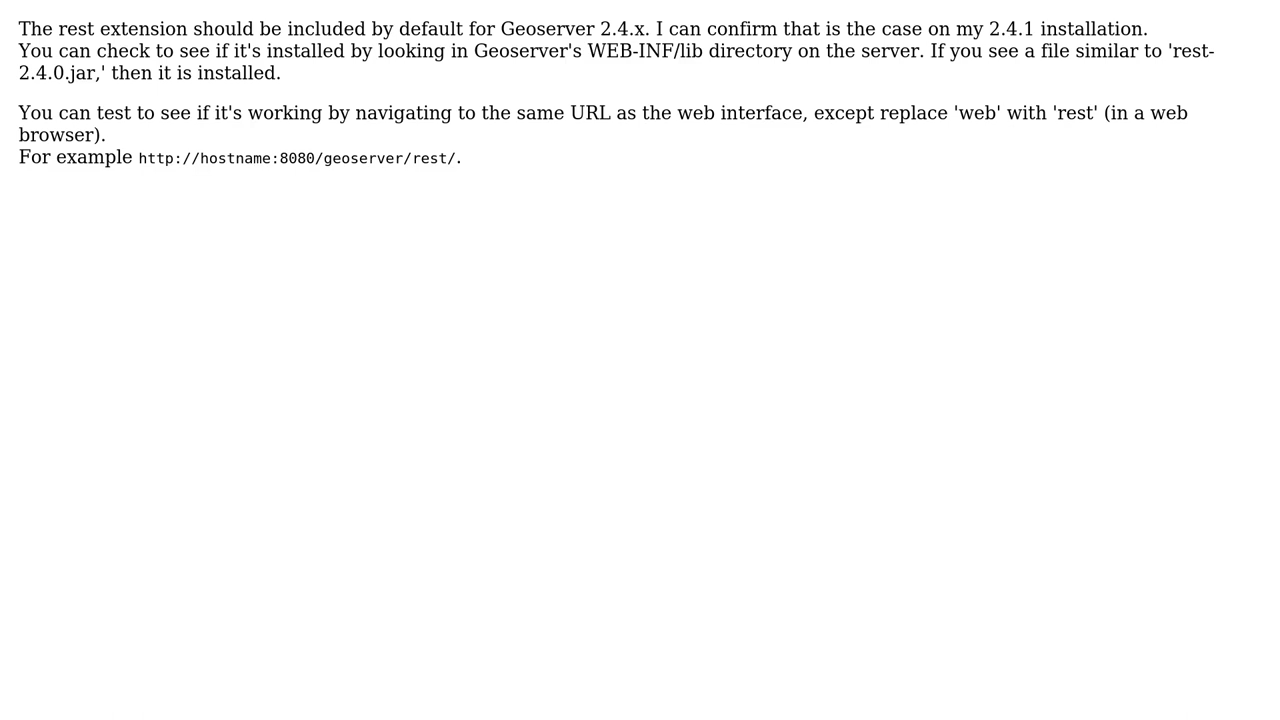 The rest extension should be included by default for Geoserver 2.4.x. I can confirm that is the case on my 2.4.1 installation.
You can check to see if it's installed by looking in Geoserver's WEB-INF/lib directory on the server. If you see a file similar to 'rest-
2.4.0.jar,' then it is installed.
You can test to see if it's working by navigating to the same URL as the web interface, except replace 'web' with 'rest' (in a web
browser).
For example http://hostname:8080/geoserver/rest/.